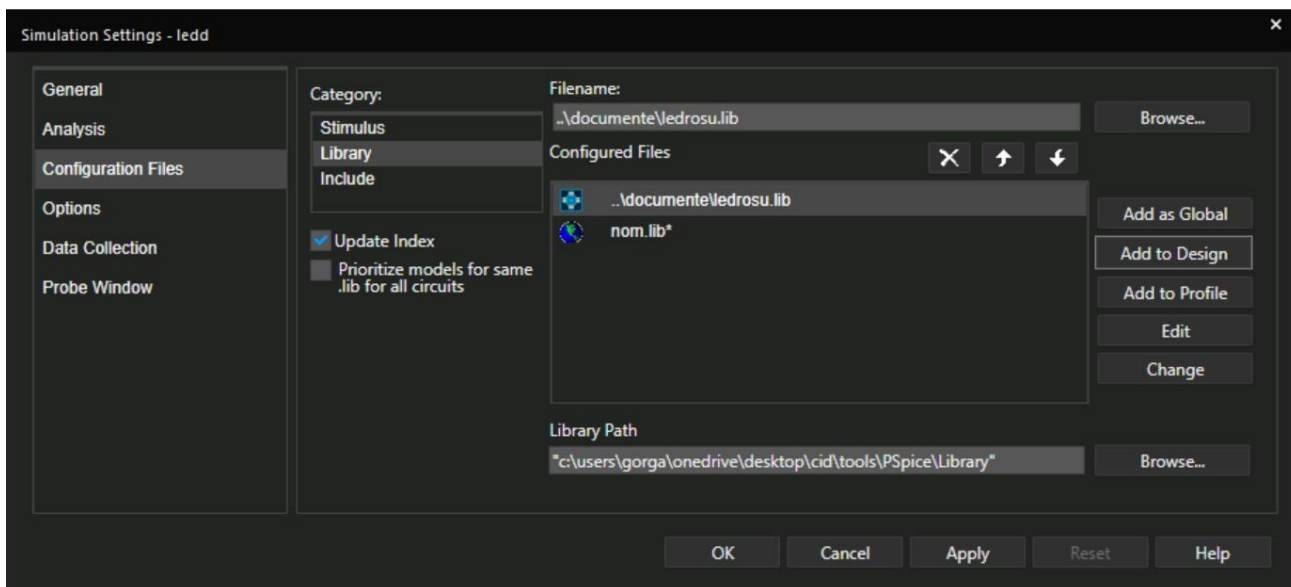 Simulation Settings - ledd
×
General
Analysis
Configuration Files
Options
Data Collection
Probe Window
Category:
Stimulus
Library
Include
Update Index
Prioritize models for same
.lib for all circuits
Filename:
..\documente\ledrosu.lib
Browse...
Configured Files
..\documente\ledrosu.lib
nom.lib*
Add as Global
Add to Design
Add to Profile
Edit
Change
Library Path
"c:\users\gorga\onedrive\desktop\cid\tools\PSpice\Library"
Browse...
OK
Cancel
Apply
Reset
Help